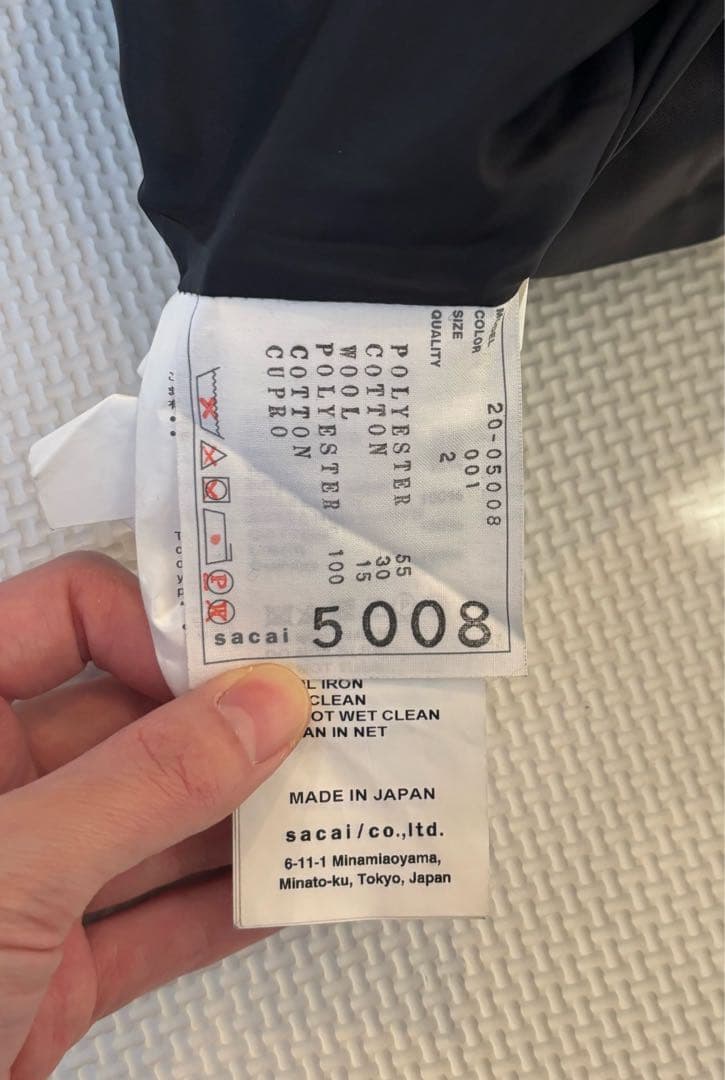 20-05008
COLOR 001
SIZE 2
QUALITY
POLYESTER 55
COTTON 30
WOOL 15
POLYESTER 100
COTTON
CUPRO
sacai 5008
L IRON
CLEAN
OT WET CLEAN
AN IN NET
MADE IN JAPAN
sacai/co.,ltd.
6-11-1 Minamiaoyama,
Minato-ku, Tokyo, Japan